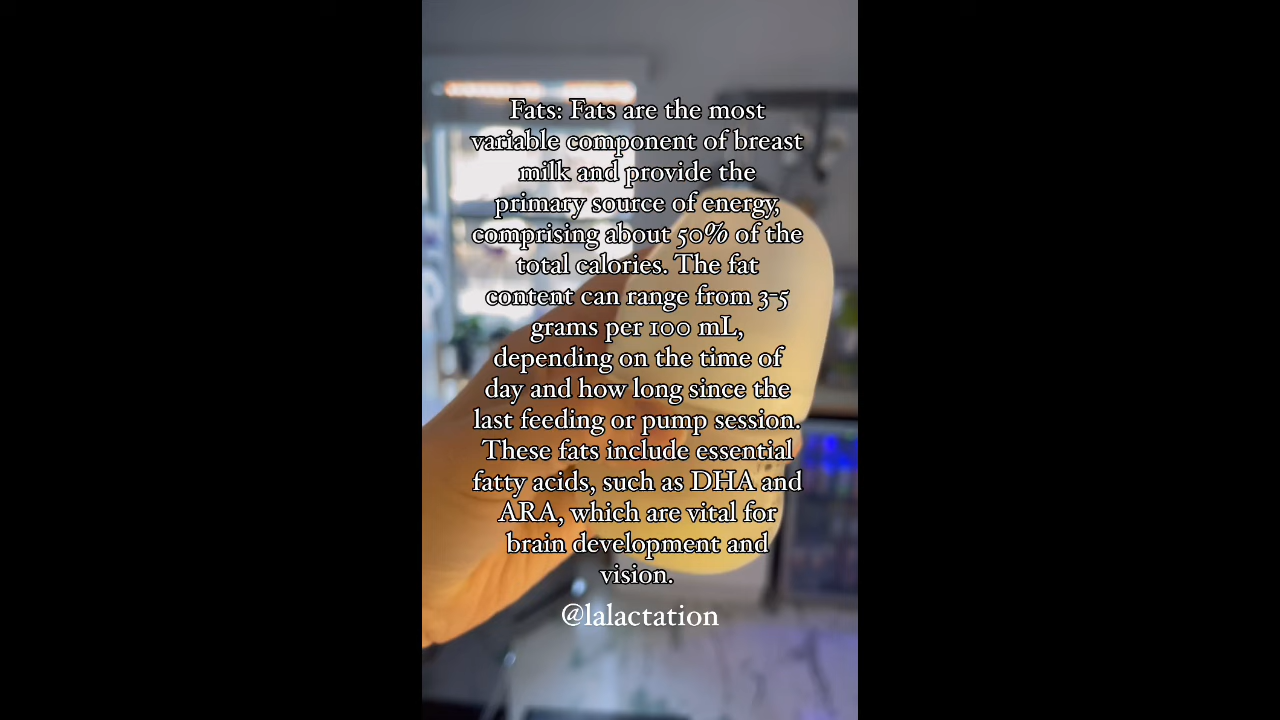 Fats: Fats are the most
variable component of breast
milk and provide the
primary source of energy,
comprising about 50% of the
total calories. The fat
content can range from 3-5
grams per 100 mL,
depending on the time of
day and how long since the
last feeding or pump session.
These fats include essential
fatty acids, such as DHA and
ARA, which are vital for
brain development and
vision.
@lalactation